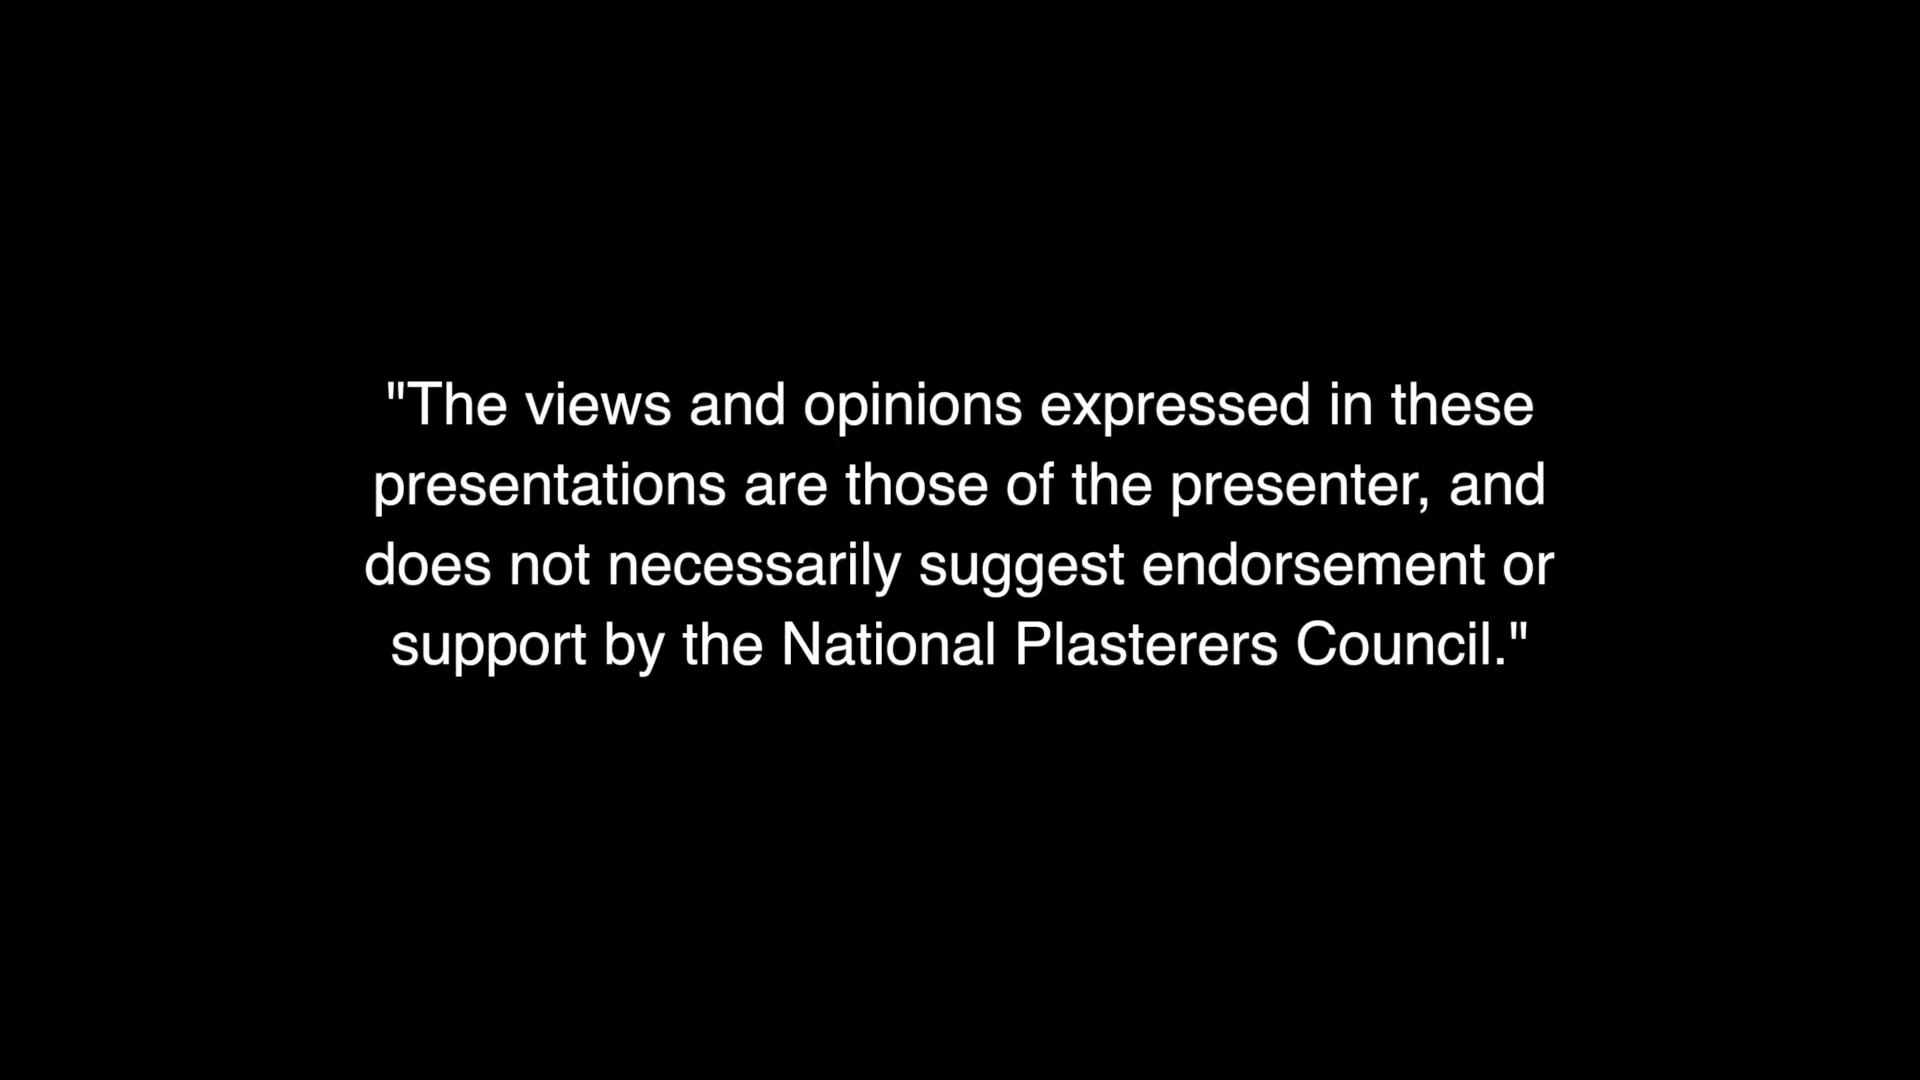 "The views and opinions expressed in these
presentations are those of the presenter, and
does not necessarily suggest endorsement or
support by the National Plasterers Council."